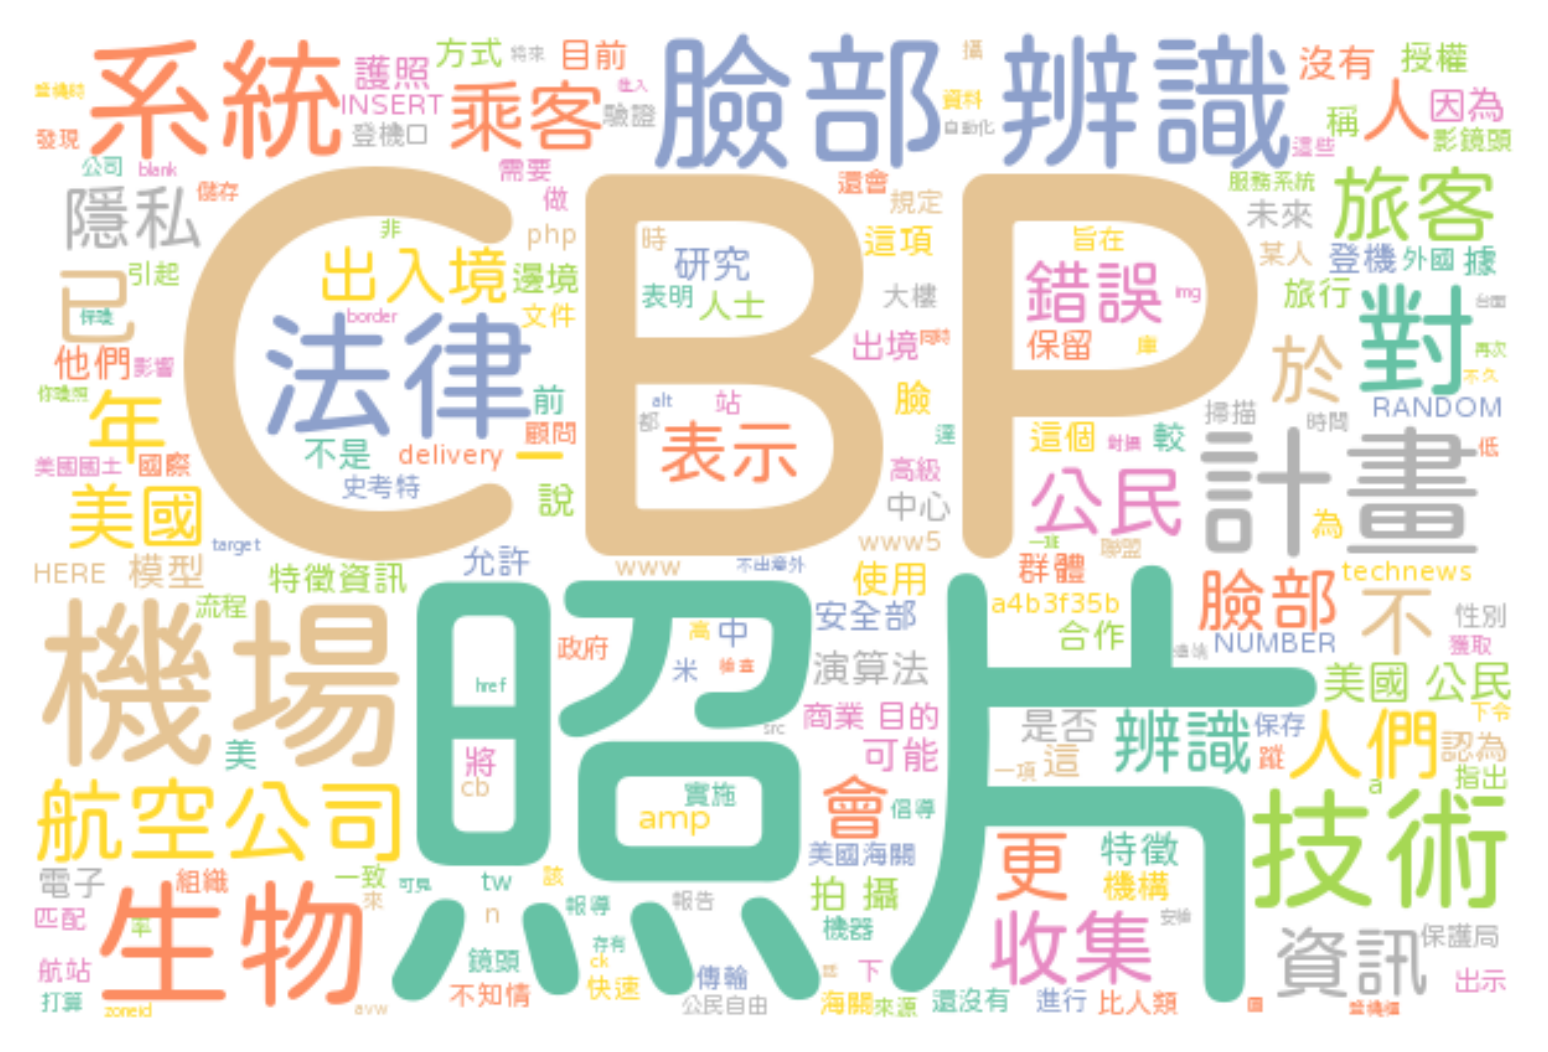 系統
護照
方式
目前
INSERT
乘客
登機口
驗證
臉部辨識
資料
自動化
沒有
授權
人
因為
稱
影鏡頭
這些
發現
公司
blank
儲存
隱私
需要
做
還會
規定
服務系統
未來
旅客
CBP
非
php
時
研究
這項
旨在
某人
登機
外國
據
引起
出入境
邊境
表明
人士
大樓
錯誤
img
旅行
對
已
保護
border
文件
出境
同時
保留
庫
於
再次
不久
他們
影響
法律
年
前
alt
站
臉
RANDOM
掃描
時間
不是
delivery
顧問
一
都
表示
達
這個
較
計畫
低
美國國土
國際
史考特
說
高級
中心
公民
為
美國
target
www5
HERE
模型
特徵資訊
允許
www
不出意外
使用
一班
聯盟
群體
臉部
technews
不
流程
a4b3f35b
合作
NUMBER
性別
獲取
機場
照片
政府
高
中
安全部
米
檢查
演算法
href
src
美國 公民
美
將
cb
商業 目的
可能
是否
這
一項
辨識
保存
人們
下令
認為
指出
a
航空公司
實施
amp
會
倡導
技術
美國海關
更
特徵
機構
電子
組織
一致
可見
來
tw
該
n
報導
報告
拍 攝
機器
收集
安檢
匹配
率
生物
存有
鏡頭
ck
資訊
保護局
航站
不知情
快速
傳輸
下
出示
打算
zoneid
avw
公民自由
海關
來源
還沒有
進行
比人類